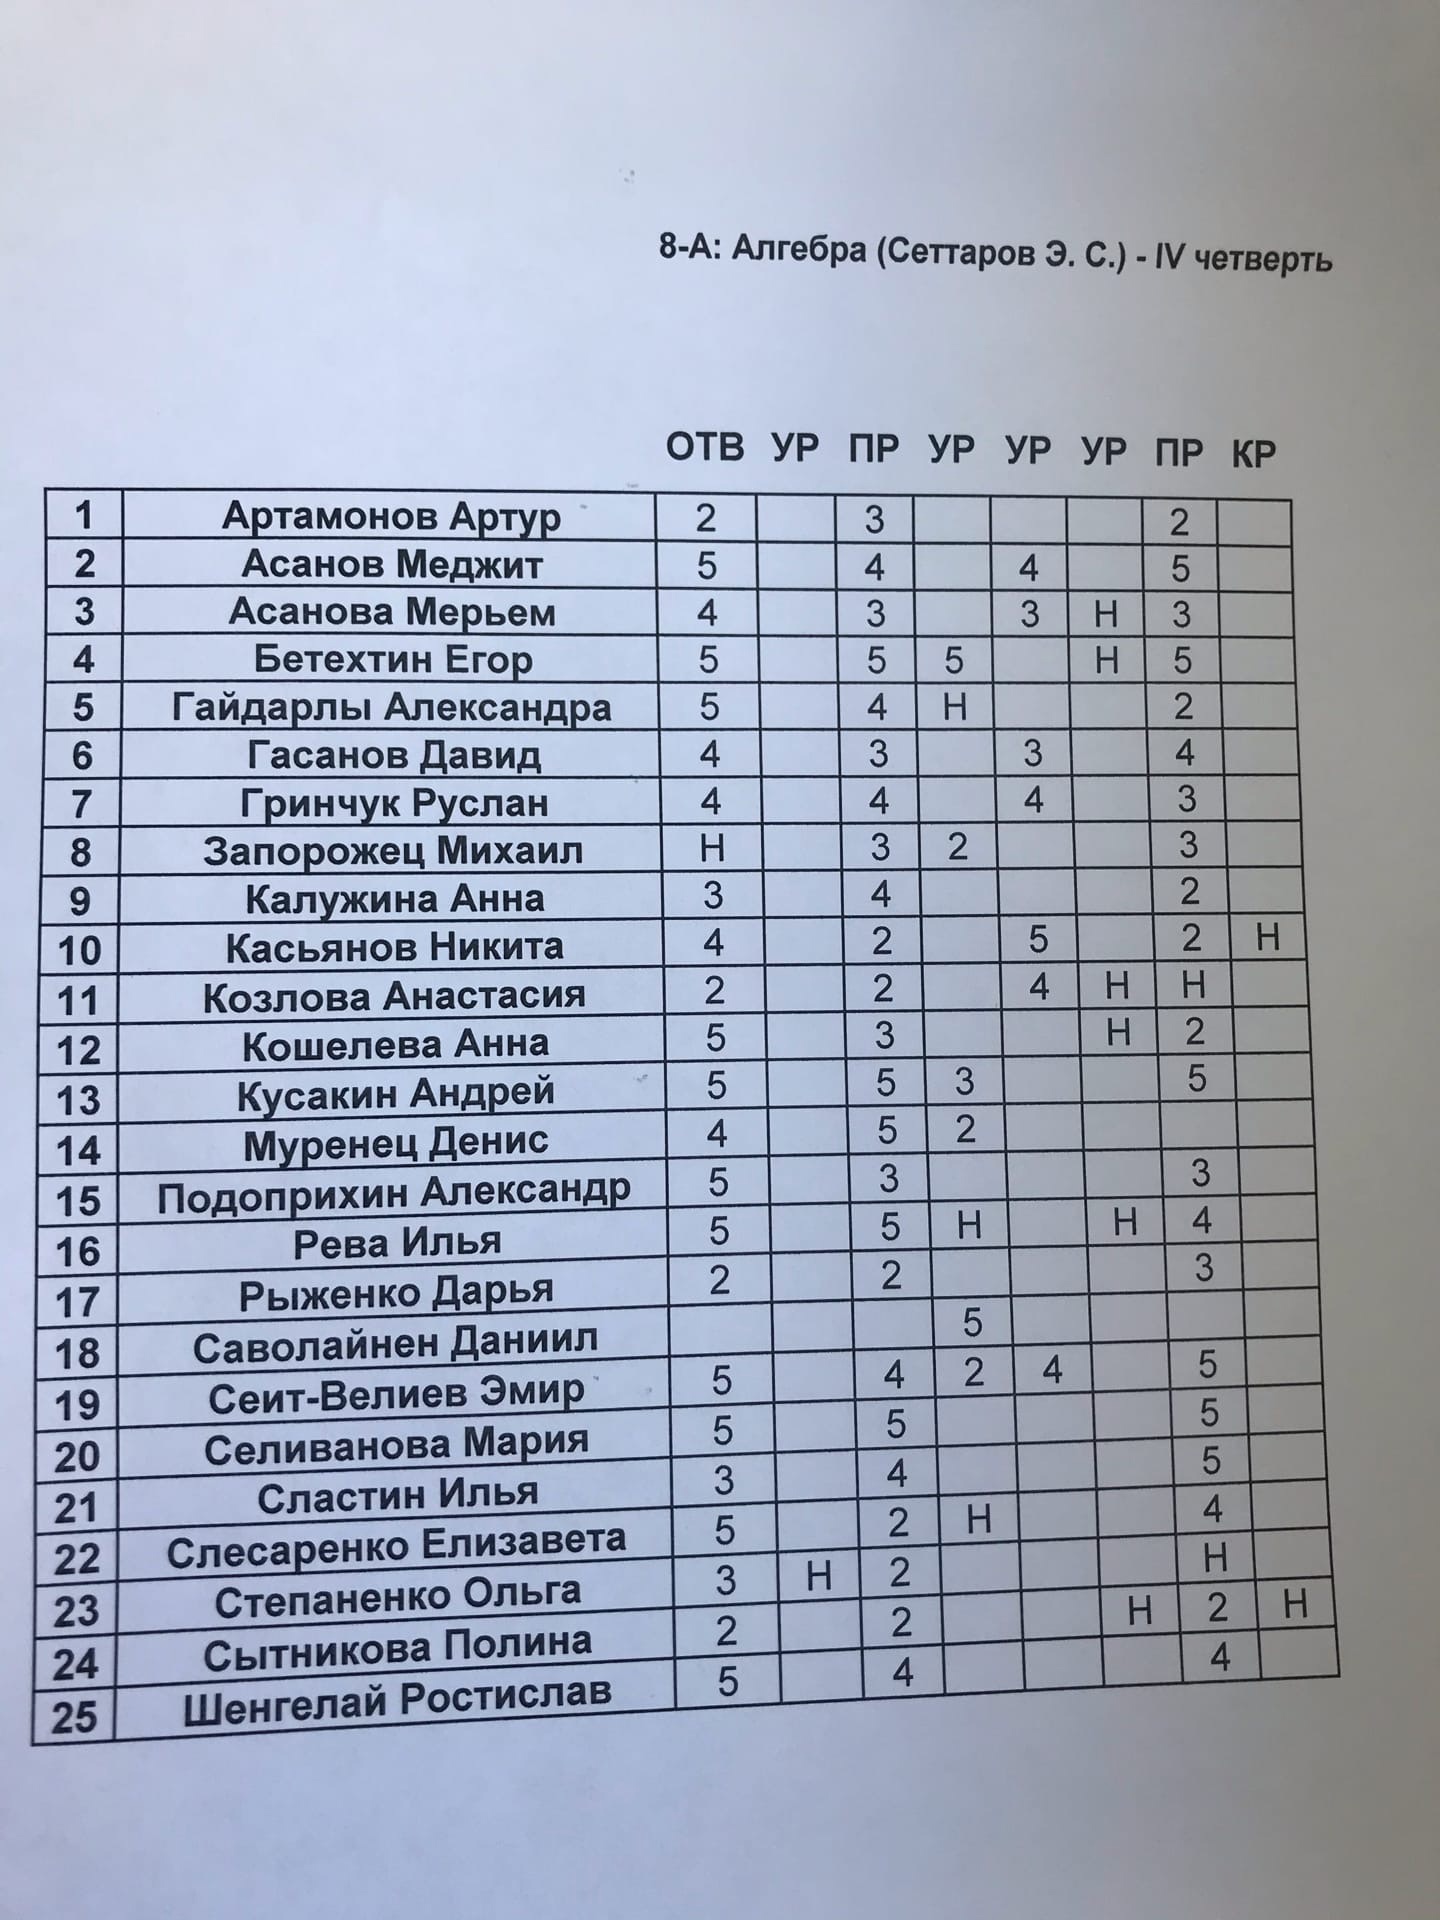 8-А: Алгебра (Сеттаров Э. С.) - IV четверть
ОТВ УР ПР УР УР УР ПР КР
1 Артамонов Артур 2 3 2
2 Асанов Меджит 5 4 4 5
3 Асанова Мерьем 4 3 3 Н 3
4 Бетехтин Егор 5 5 5 Н 5
5 Гайдарлы Александра 5 4 Н 2
6 Гасанов Давид 4 3 3 4
7 Гринчук Руслан 4 4 4 3
8 Запорожец Михаил Н 3 2 3
9 Калужина Анна 3 4 2
10 Касьянов Никита 4 2 5 2 Н
11 Козлова Анастасия 2 2 4 Н Н
12 Кошелева Анна 5 3 Н 2
13 Кусакин Андрей 5 5 3 5
14 Муренец Денис 4 5 2
15 Подоприхин Александр 5 3 3
16 Рева Илья 5 5 Н Н 4
17 Рыженко Дарья 2 2 3
18 Саволайнен Даниил 5
19 Сеит-Велиев Эмир 5 4 2 4 5
20 Селиванова Мария 5 5 5
21 Сластин Илья 3 4 5
22 Слесаренко Елизавета 5 2 Н 4
23 Степаненко Ольга 3 Н 2 Н
24 Сытникова Полина 2 2 Н 2 Н
25 Шенгелай Ростислав 5 4 4